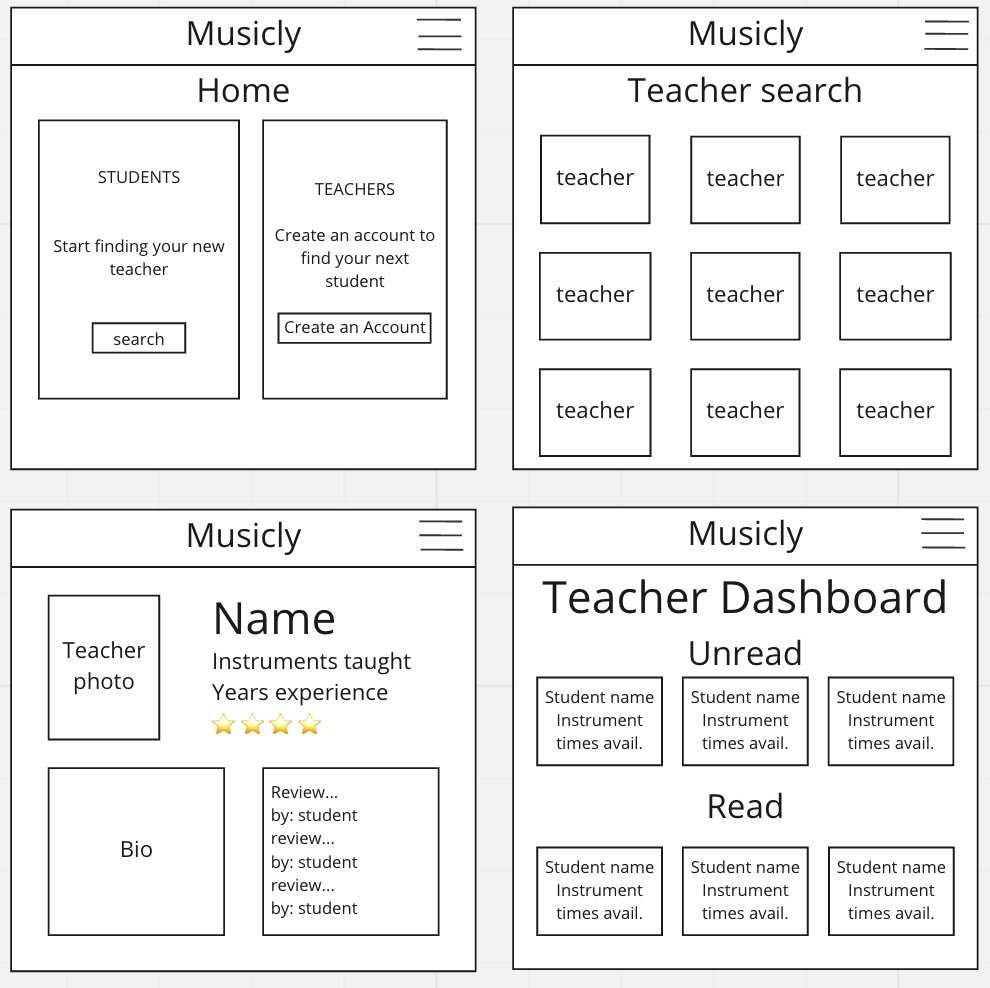 Musicly
Home
STUDENTS
Start finding your new
teacher
search
TEACHERS
Create an account to
find your next
student
Create an Account
Musicly
Teacher search
teacher
teacher
teacher
teacher
teacher
teacher
teacher
teacher
teacher
Musicly
Teacher
photo
Name
Instruments taught
Years experience
Bio
Review...
by: student
review...
by: student
review...
by: student
Musicly
Teacher Dashboard
Unread
Student name
Instrument
times avail.
Student name
Instrument
times avail.
Student name
Instrument
times avail.
Read
Student name
Instrument
times avail.
Student name
Instrument
times avail.
Student name
Instrument
times avail.